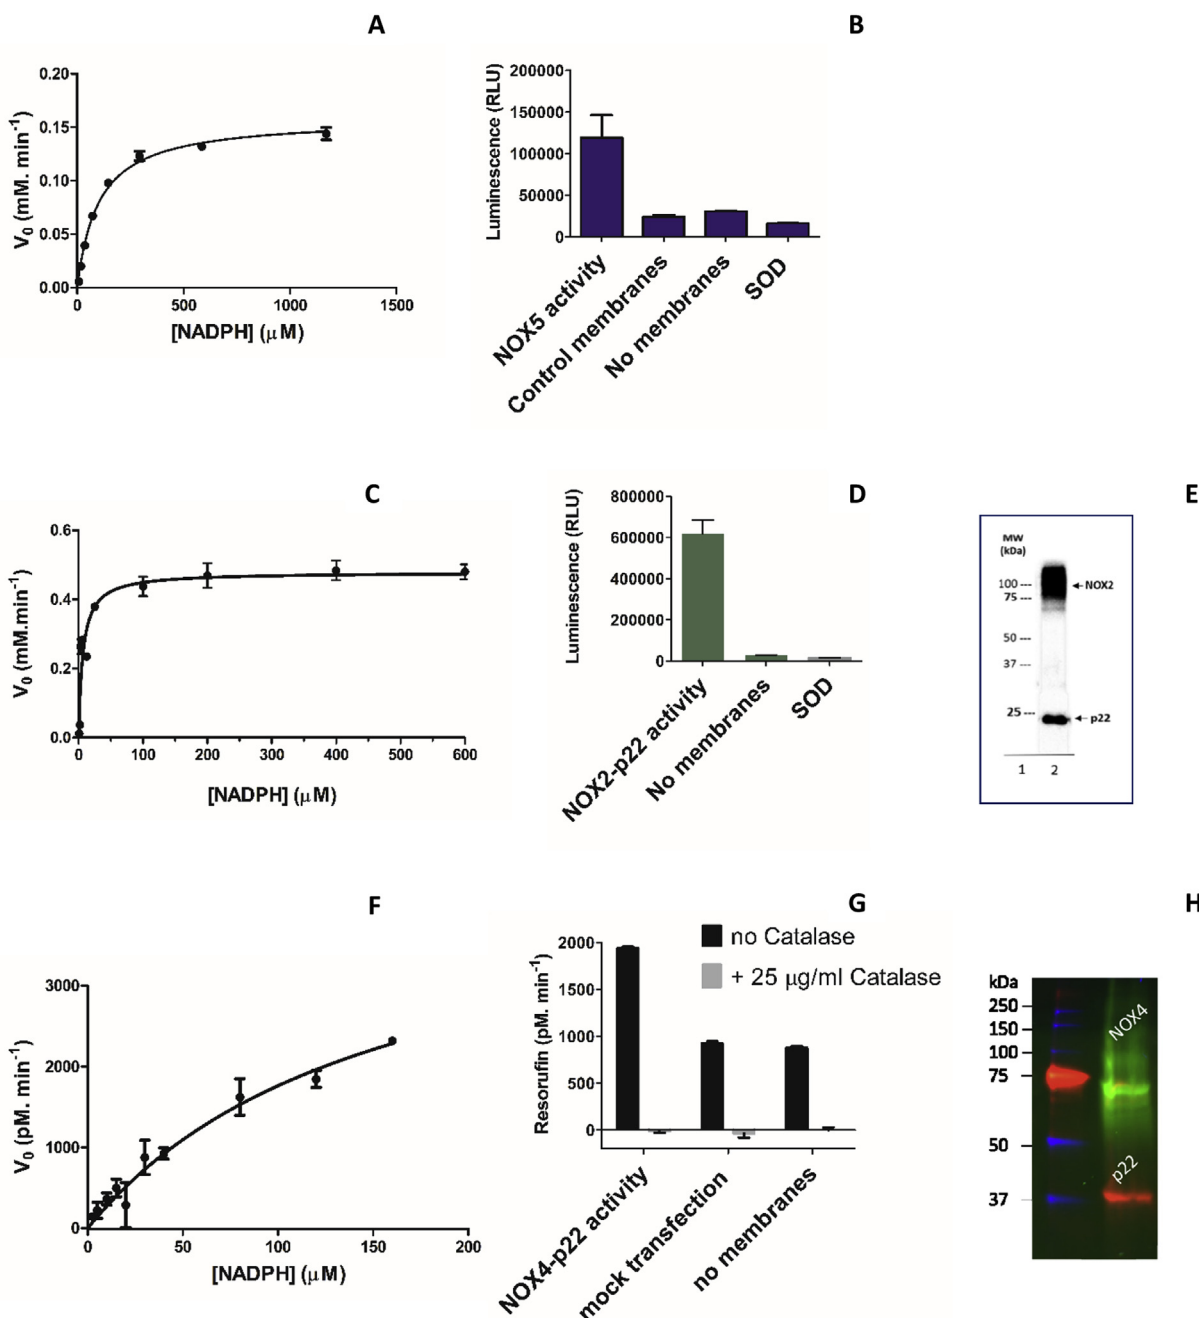 A
V0 (mM. min-1)
0.20
0.15
0.10
0.05
0.00
0
500
1000
1500
[NADPH] (μM)
B
Luminescence (RLU)
200000
150000
100000
50000
0
NOX5 activity
Control membranes
No membranes
SOD
C
V0 (mM.min-1)
0.6
0.4
0.2
0.0
0
100
200
300
400
500
600
[NADPH] (μM)
D
Luminescence (RLU)
800000
600000
400000
200000
0
NOX2-p22 activity
No membranes
SOD
E
MW
(kDa)
100 ---
75 ---
50 ---
37 ---
25 ---
NOX2
p22
1 2
F
V0 (pM. min-1)
3000
2000
1000
0
0
50
100
150
200
[NADPH] (μM)
G
no Catalase
+ 25 μg/ml Catalase
Resorufin (pM. min-1)
2000
1500
1000
500
0
NOX4-p22 activity
mock transfection
no membranes
H
kDa
250
150
100
75
50
37
NOX4
p22